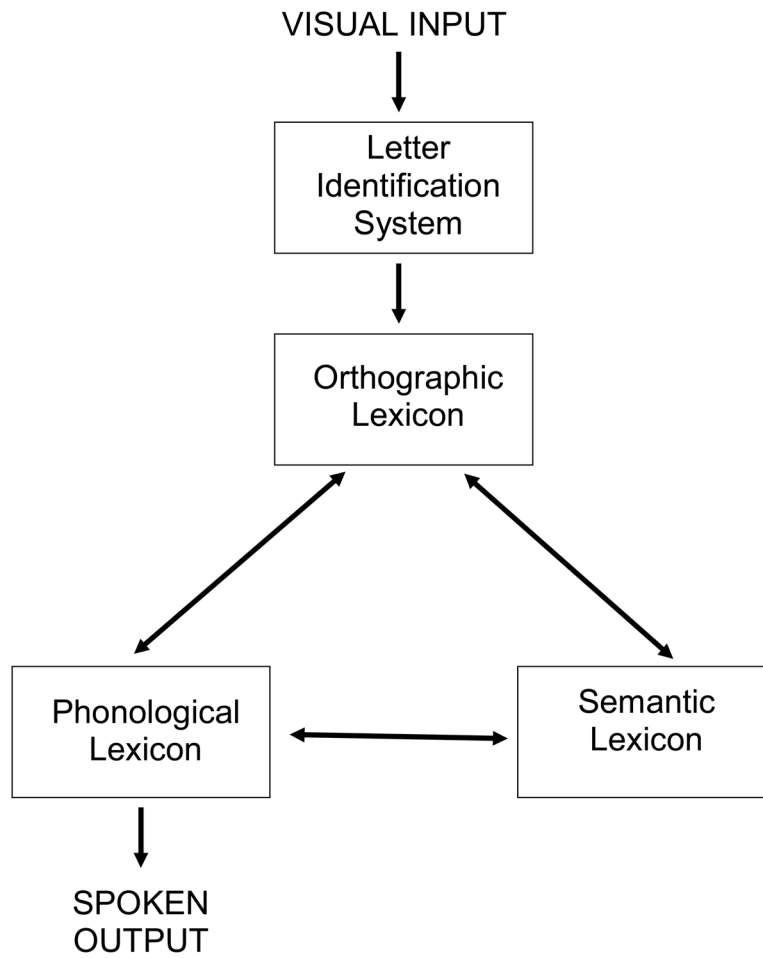 VISUAL INPUT
Letter
Identification
System
Orthographic
Lexicon
Phonological
Lexicon
Semantic
Lexicon
SPOKEN
OUTPUT